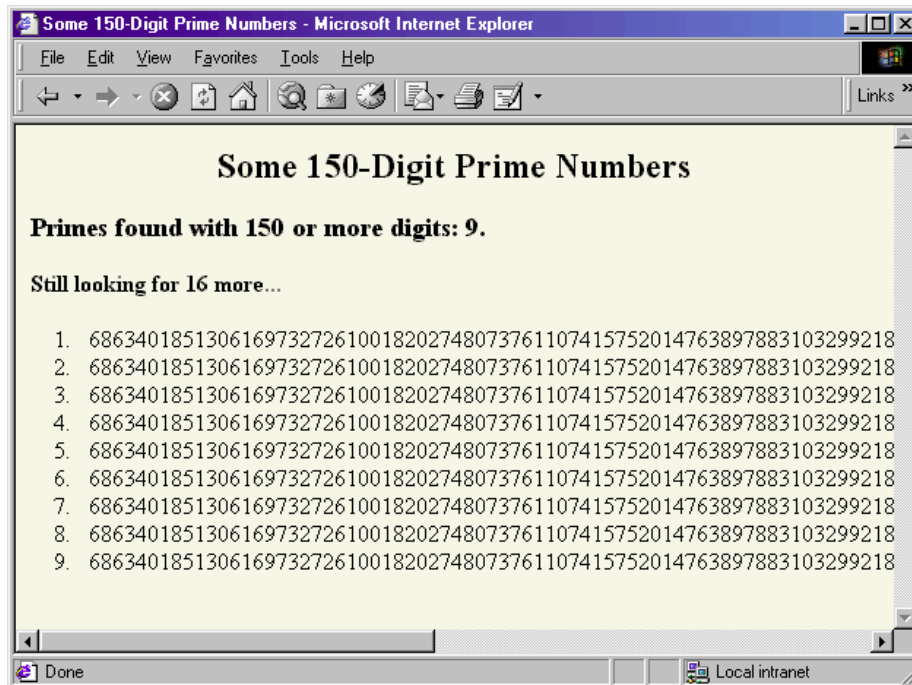 Some 150-Digit Prime Numbers - Microsoft Internet Explorer
File Edit View Favorites Tools Help
Links »
Some 150-Digit Prime Numbers
Primes found with 150 or more digits: 9.
Still looking for 16 more...
1. 686340185130616973272610018202748073761107415752014763897883103299218
2. 686340185130616973272610018202748073761107415752014763897883103299218
3. 686340185130616973272610018202748073761107415752014763897883103299218
4. 686340185130616973272610018202748073761107415752014763897883103299218
5. 686340185130616973272610018202748073761107415752014763897883103299218
6. 686340185130616973272610018202748073761107415752014763897883103299218
7. 686340185130616973272610018202748073761107415752014763897883103299218
8. 686340185130616973272610018202748073761107415752014763897883103299218
9. 686340185130616973272610018202748073761107415752014763897883103299218
Done Local intranet